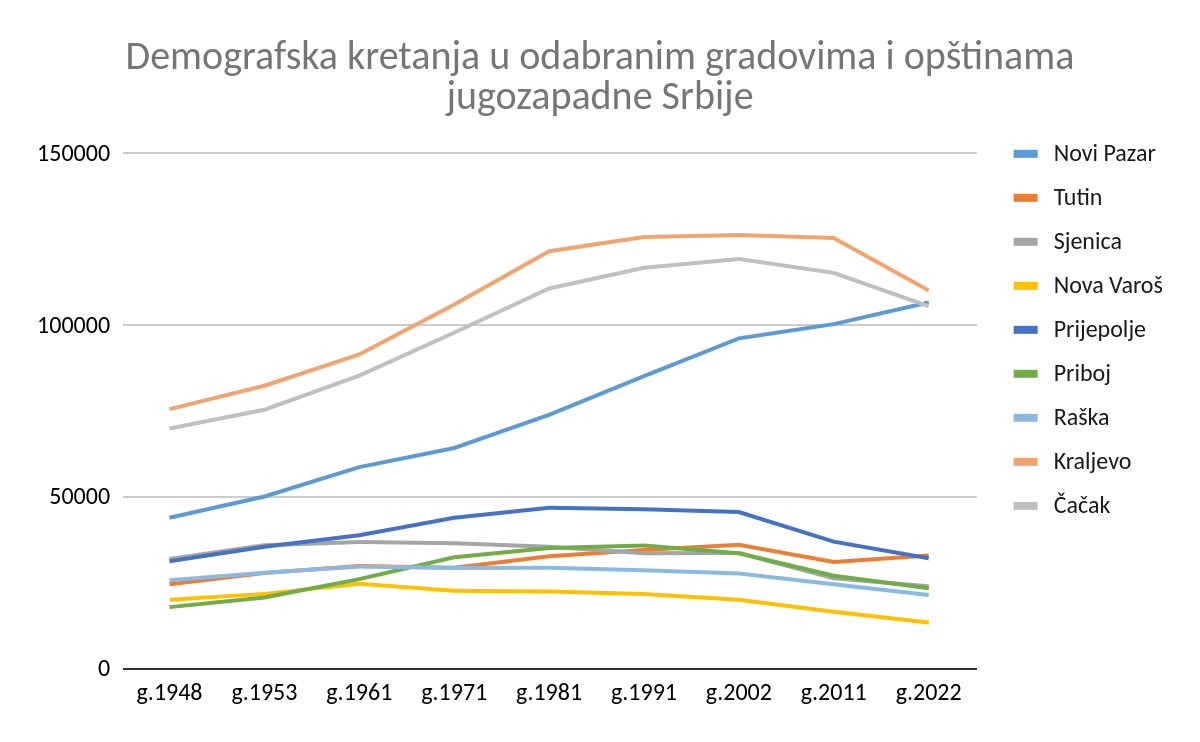 Demografska kretanja u odabranim gradovima i opštinama
jugozapadne Srbije
150000
100000
50000
0
g.1948 g.1953 g.1961 g.1971 g.1981 g.1991 g.2002 g.2011 g.2022
Novi Pazar
Tutin
Sjenica
Nova Varoš
Prijepolje
Priboj
Raška
Kraljevo
Čačak